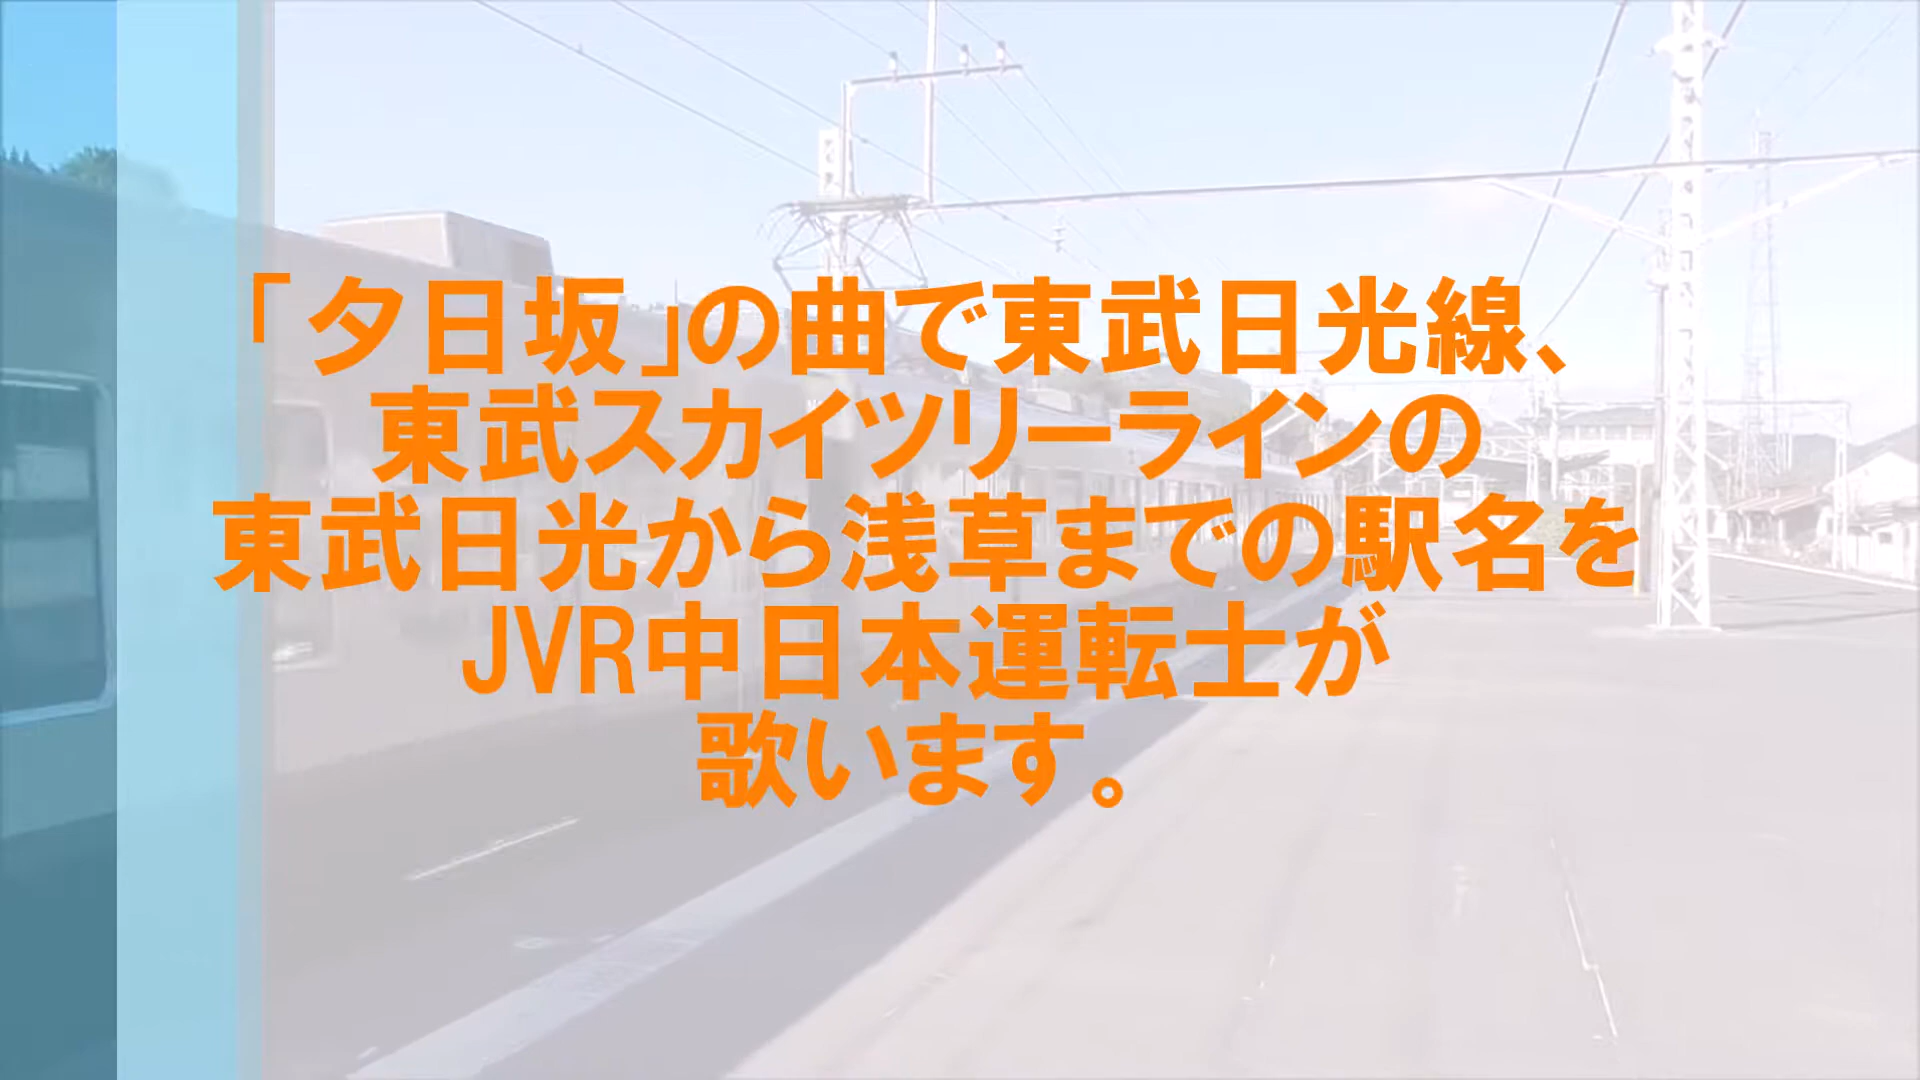 「夕日坂」の曲で東武日光線、
東武スカイツリーラインの
東武日光から浅草までの駅名を
JVR中日本運転士が
歌います。